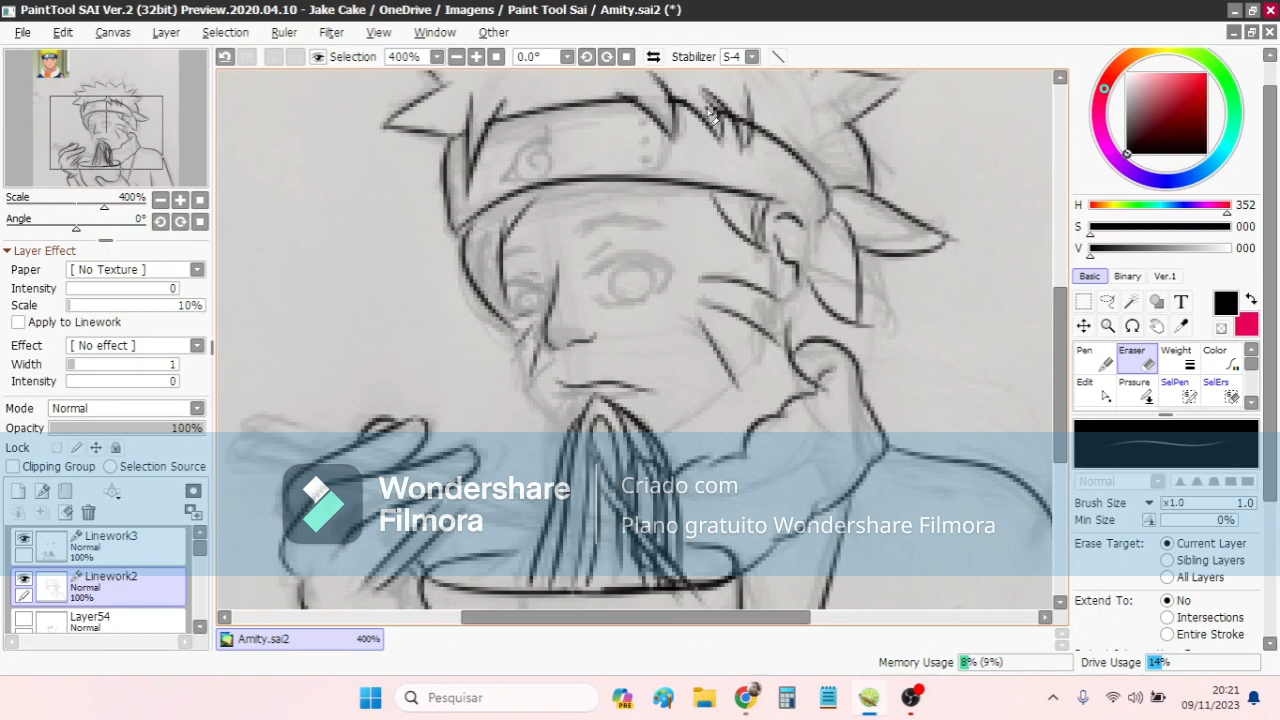 PaintTool SAI Ver.2 (32bit) Preview.2020.04.10 - Jake Cake / OneDrive / Imagens / Paint Tool Sai / Amity.sai2 (*)
File Edit Canvas Layer Selection Ruler Filter View Window Other
Selection 400% 0.0° Stabilizer S-4
Scale 400%
Angle 0°
Layer Effect
Paper [ No Texture ]
Intensity 0
Scale 10%
Apply to Linework
Effect [ No effect ]
Width 1
Intensity 0
Mode Normal
Opacity 100%
Lock
Clipping Group Selection Source
Linework3
Normal
100%
Linework2
Normal
100%
Layer54
Normal
Wondershare
Filmora
Criado com
Plano gratuito Wondershare Filmora
H 352
S 000
V 000
Basic Binary Ver.1
T
Pen Eraser Weight Color
Edit Prssure SelPen SelErs
Normal
Brush Size x1.0 1.0
Min Size 0%
Erase Target: Current Layer
Sibling Layers
All Layers
Extend To: No
Intersections
Entire Stroke
Amity.sai2 400%
Memory Usage 8% (9%) Drive Usage 14%
Pesquisar
PRE
20:21
09/11/2023